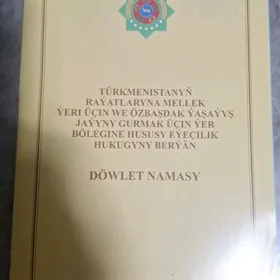 TÜRKMENISTANYŇ
RAÝATLARYNA MELLEK
ÝERI ÜÇIN WE ÖZBAŞDAK ÝAŞAÝYŞ
JAÝYNY GURMAK ÜÇIN ÝER
BÖLEGINE HUSUSY EÝEÇILIK
HUKUGYNY BERÝÄN
DÖWLET NAMASY